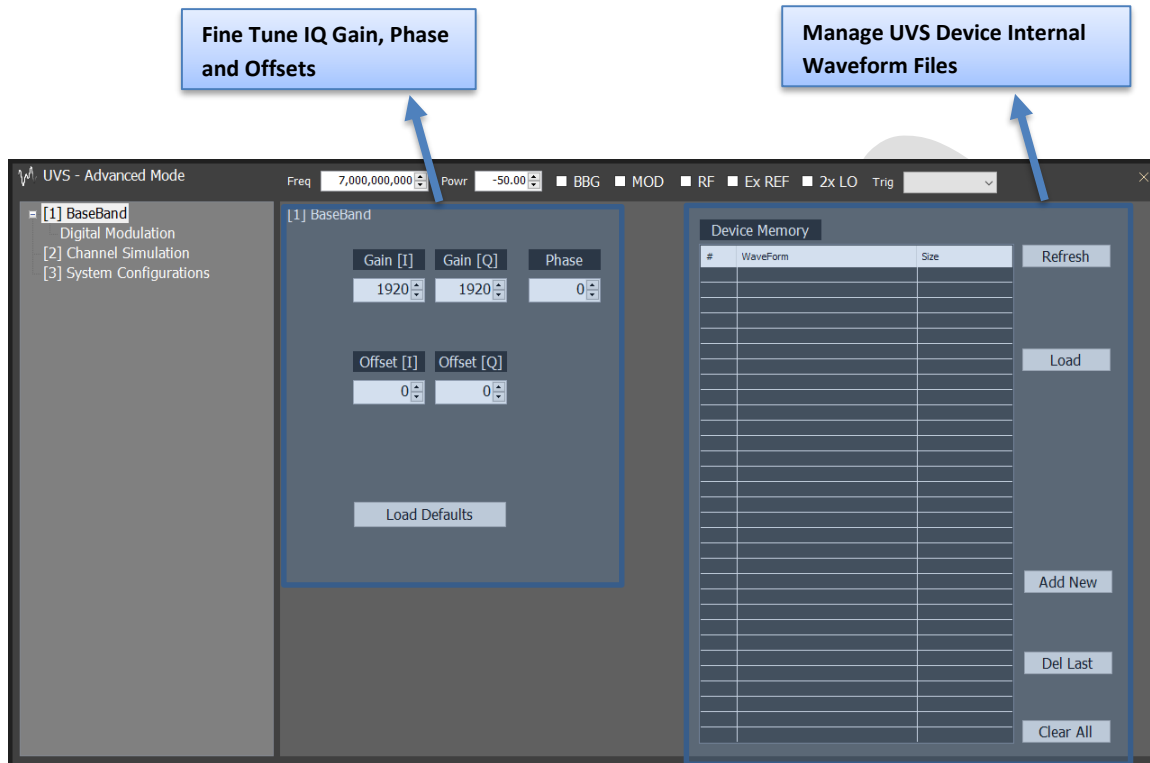 Fine Tune IQ Gain, Phase
and Offsets
Manage UVS Device Internal
Waveform Files
UVS - Advanced Mode
Freq 7,000,000,000 Powr -50.00 BBG MOD RF Ex REF 2x LO Trig
[1] BaseBand
Digital Modulation
[2] Channel Simulation
[3] System Configurations
[1] BaseBand
Gain [I] Gain [Q] Phase
1920 1920 0
Offset [I] Offset [Q]
0 0
Load Defaults
Device Memory
# WaveForm Size
Refresh
Load
Add New
Del Last
Clear All